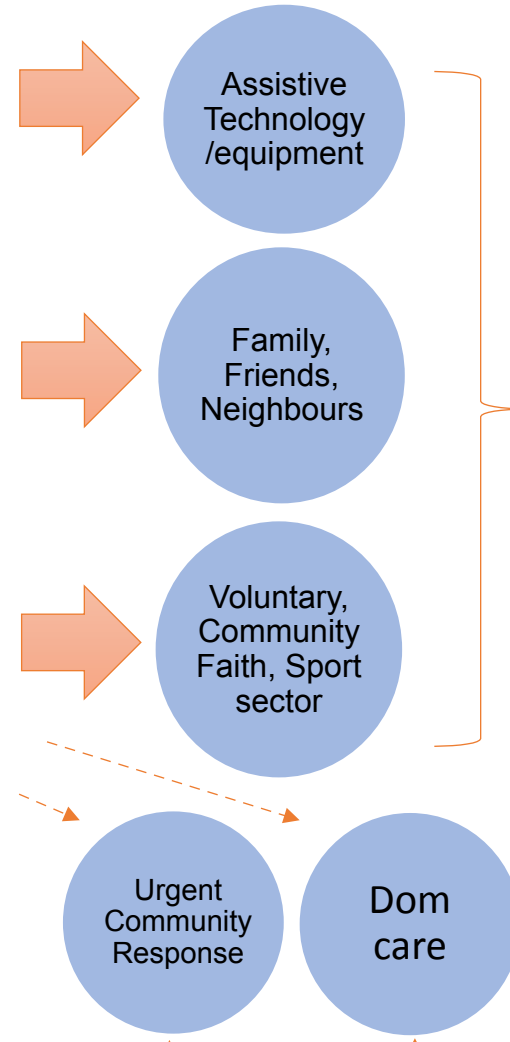 Assistive
Technology
/equipment
Family,
Friends,
Neighbours
Voluntary,
Community
Faith, Sport
sector
Urgent
Community
Response
Dom
care